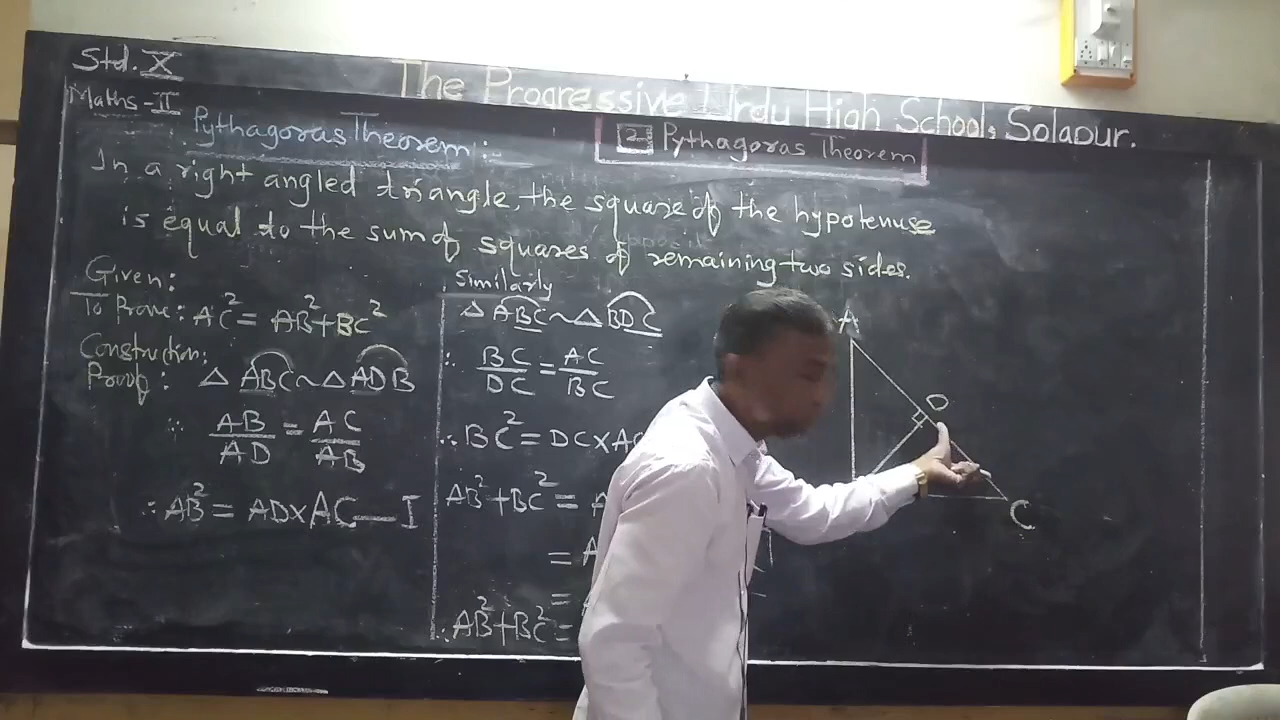 Std. X
The Progressive Urdu High School, Solapur.
Maths-II
Pythagoras Theorem:
2. Pythagoras Theorem
In a right angled triangle, the square of the hypotenuse
is equal to the sum of squares of remaining two sides.
Given:
To Prove: AC² = AB²+BC²
Construction:
Proof: △ ABC ~ △ ADB
∴ AB/AD = AC/AB
∴ AB² = AD×AC — I
Similarly
△ ABC ~ △ BDC
∴ BC/DC = AC/BC
∴ BC² = DC×AC
AB²+BC² = A
= A
=
∴ AB²+BC² =
A
D
C